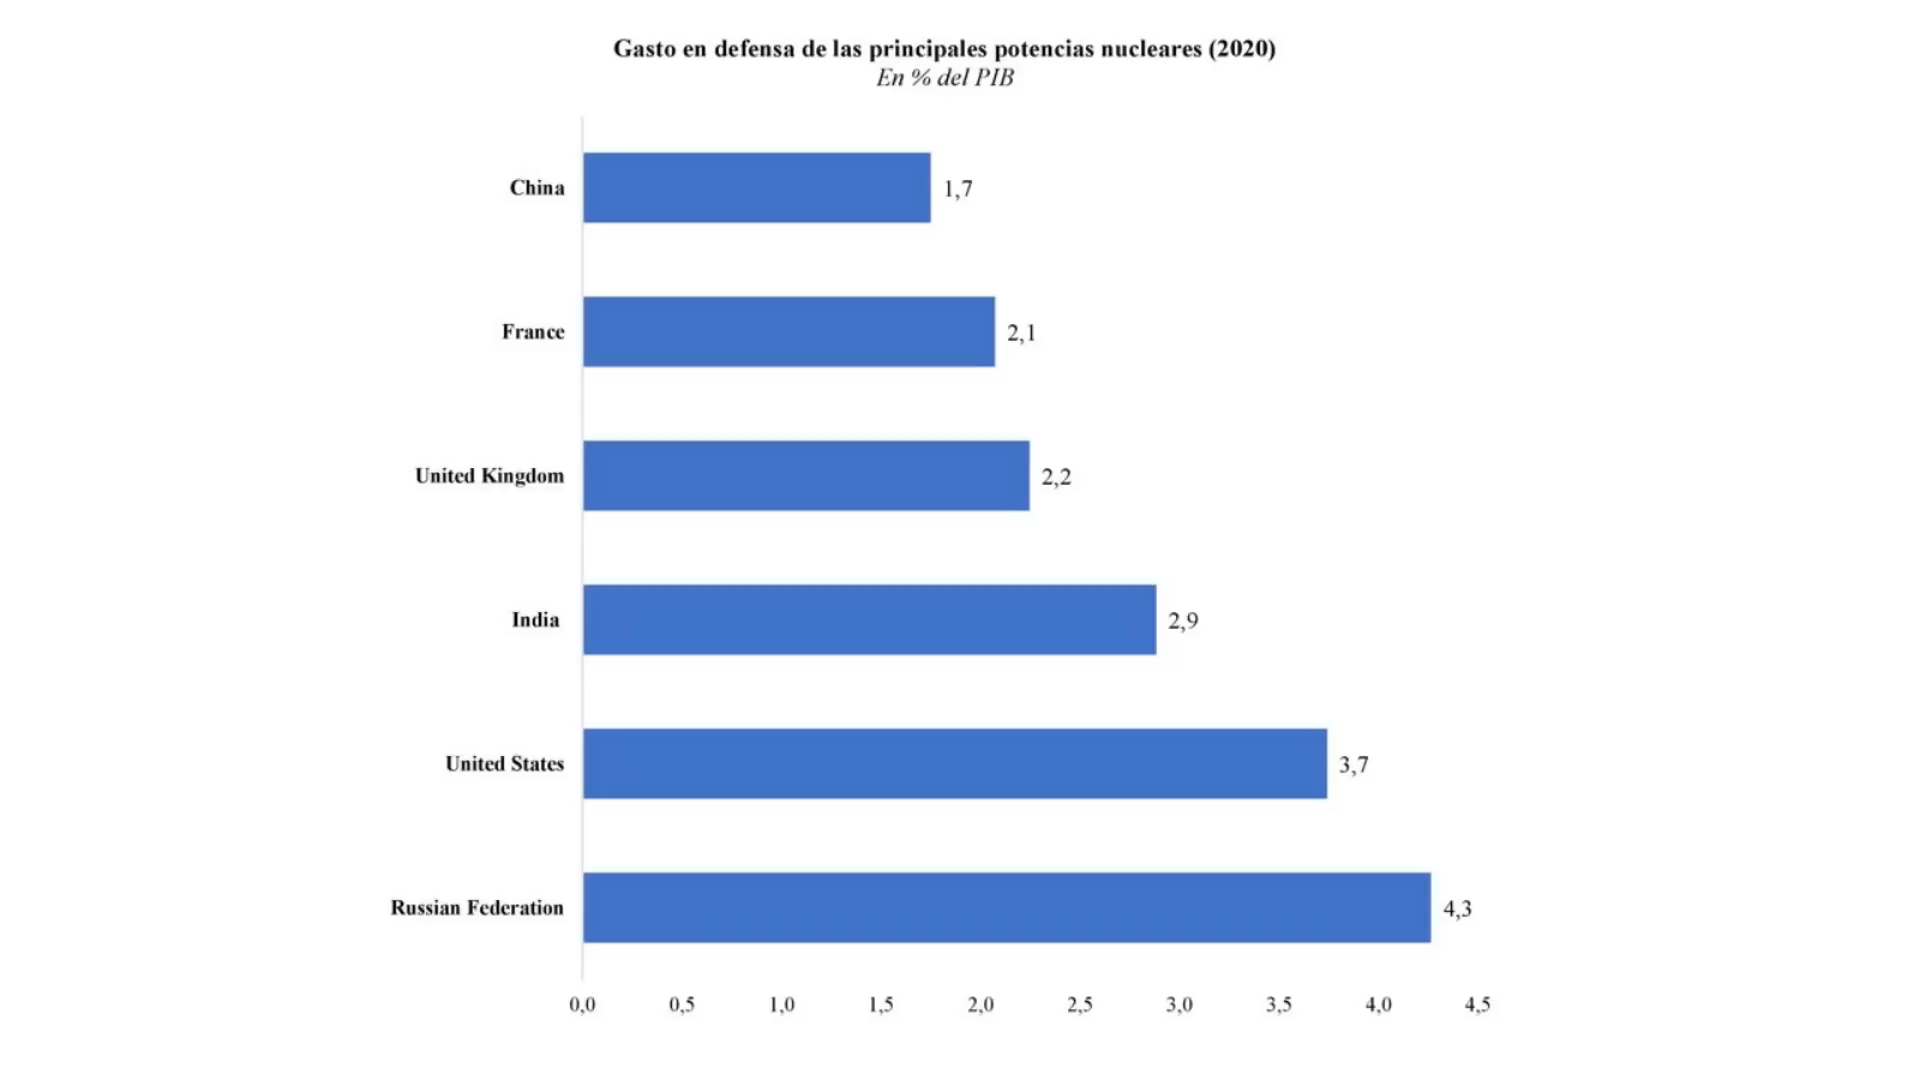 Gasto en defensa de las principales potencias nucleares (2020)
En % del PIB
China 1,7
France 2,1
United Kingdom 2,2
India 2,9
United States 3,7
Russian Federation 4,3
0,0 0,5 1,0 1,5 2,0 2,5 3,0 3,5 4,0 4,5